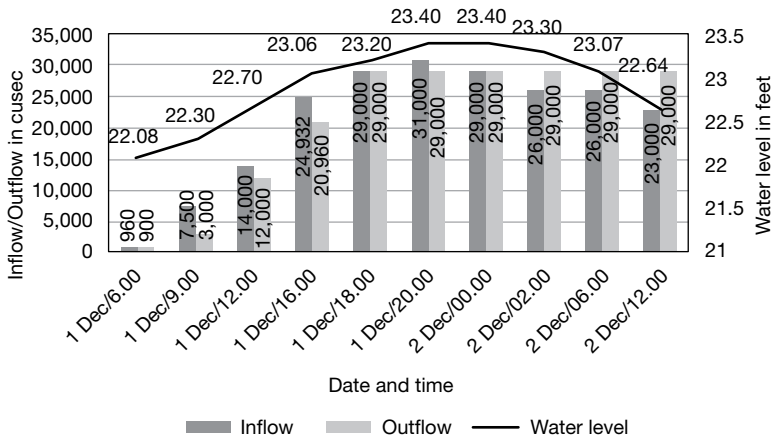 23.40 23.40
23.30
23.06 23.20 23.07
22.70 22.64
22.30
22.08
35,000
30,000
25,000
20,000
15,000
10,000
5,000
0
Inflow/Outflow in cusec
23.5
23
22.5
22
21.5
21
Water level in feet
960
900
7,500
3,000
14,000
12,000
24,932
20,960
29,000
29,000
31,000
29,000
29,000
29,000
26,000
29,000
26,000
29,000
23,000
29,000
1 Dec/6.00
1 Dec/9.00
1 Dec/12.00
1 Dec/16.00
1 Dec/18.00
1 Dec/20.00
2 Dec/00.00
2 Dec/02.00
2 Dec/06.00
2 Dec/12.00
Date and time
Inflow Outflow Water level